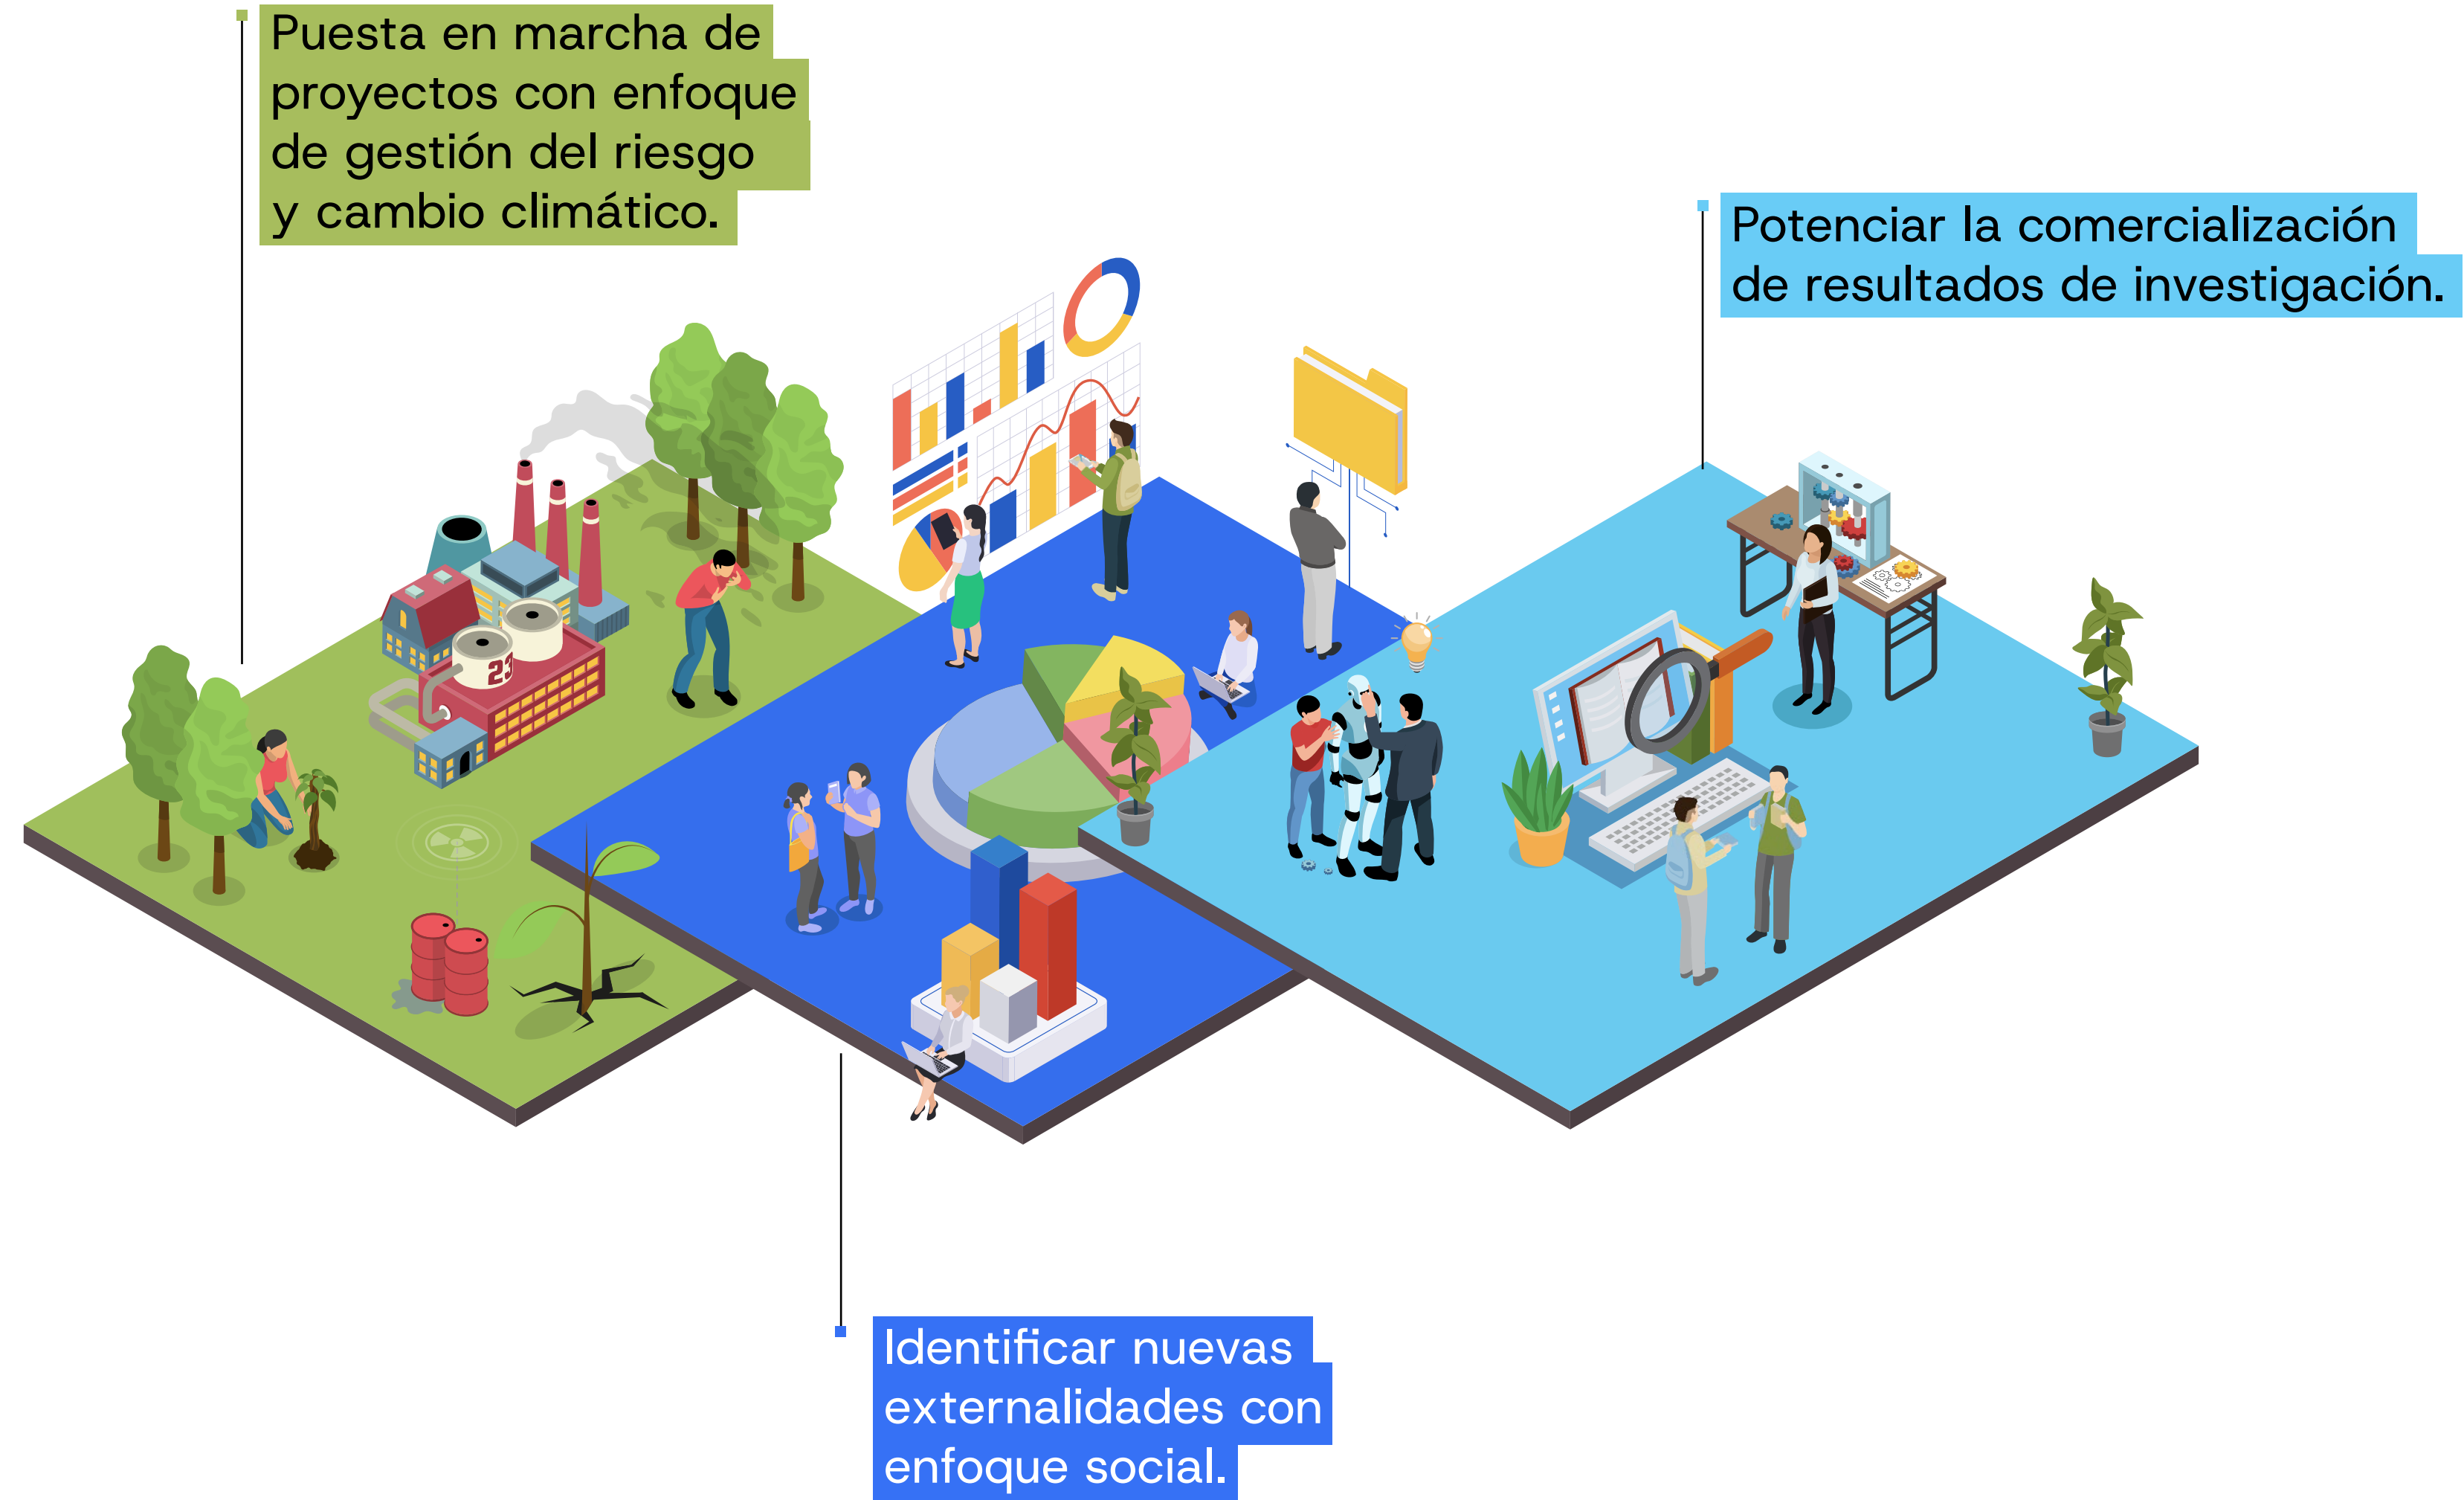 Puesta en marcha de
proyectos con enfoque
de gestión del riesgo
y cambio climático.
Potenciar la comercialización
de resultados de investigación.
23
Identificar nuevas
externalidades con
enfoque social.